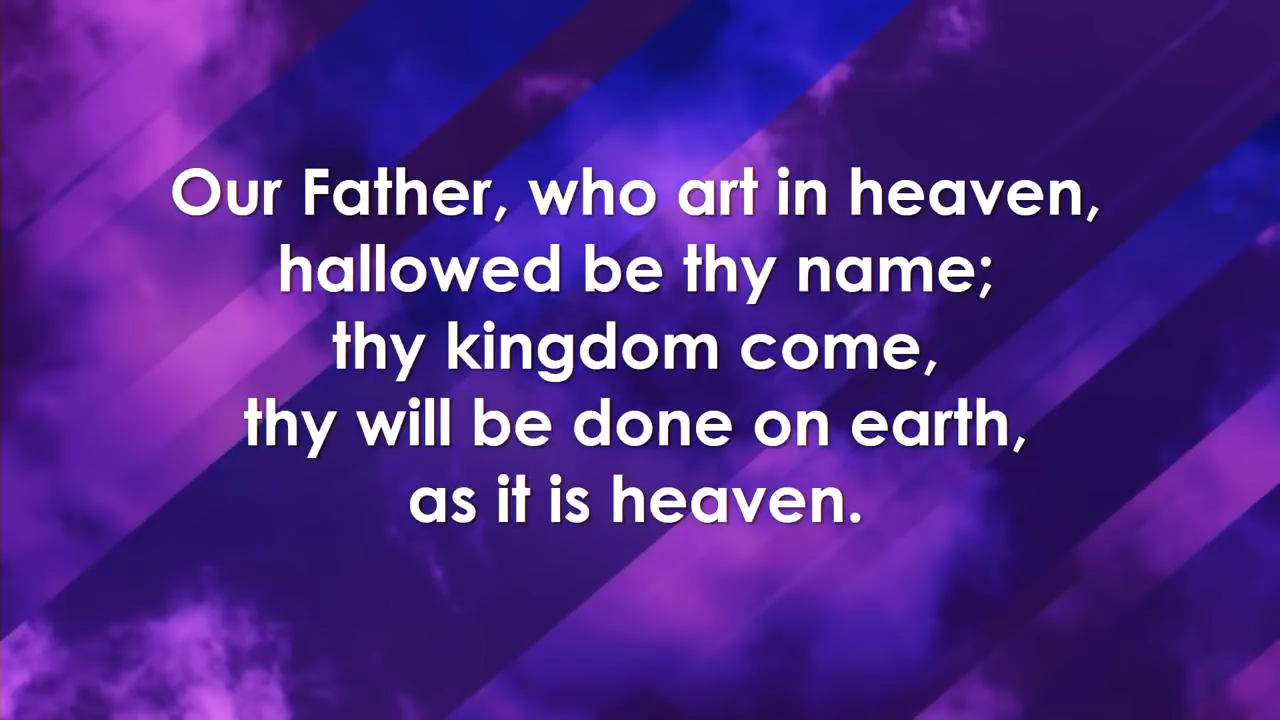 Our Father, who art in heaven,
hallowed be thy name;
thy kingdom come,
thy will be done on earth,
as it is heaven.